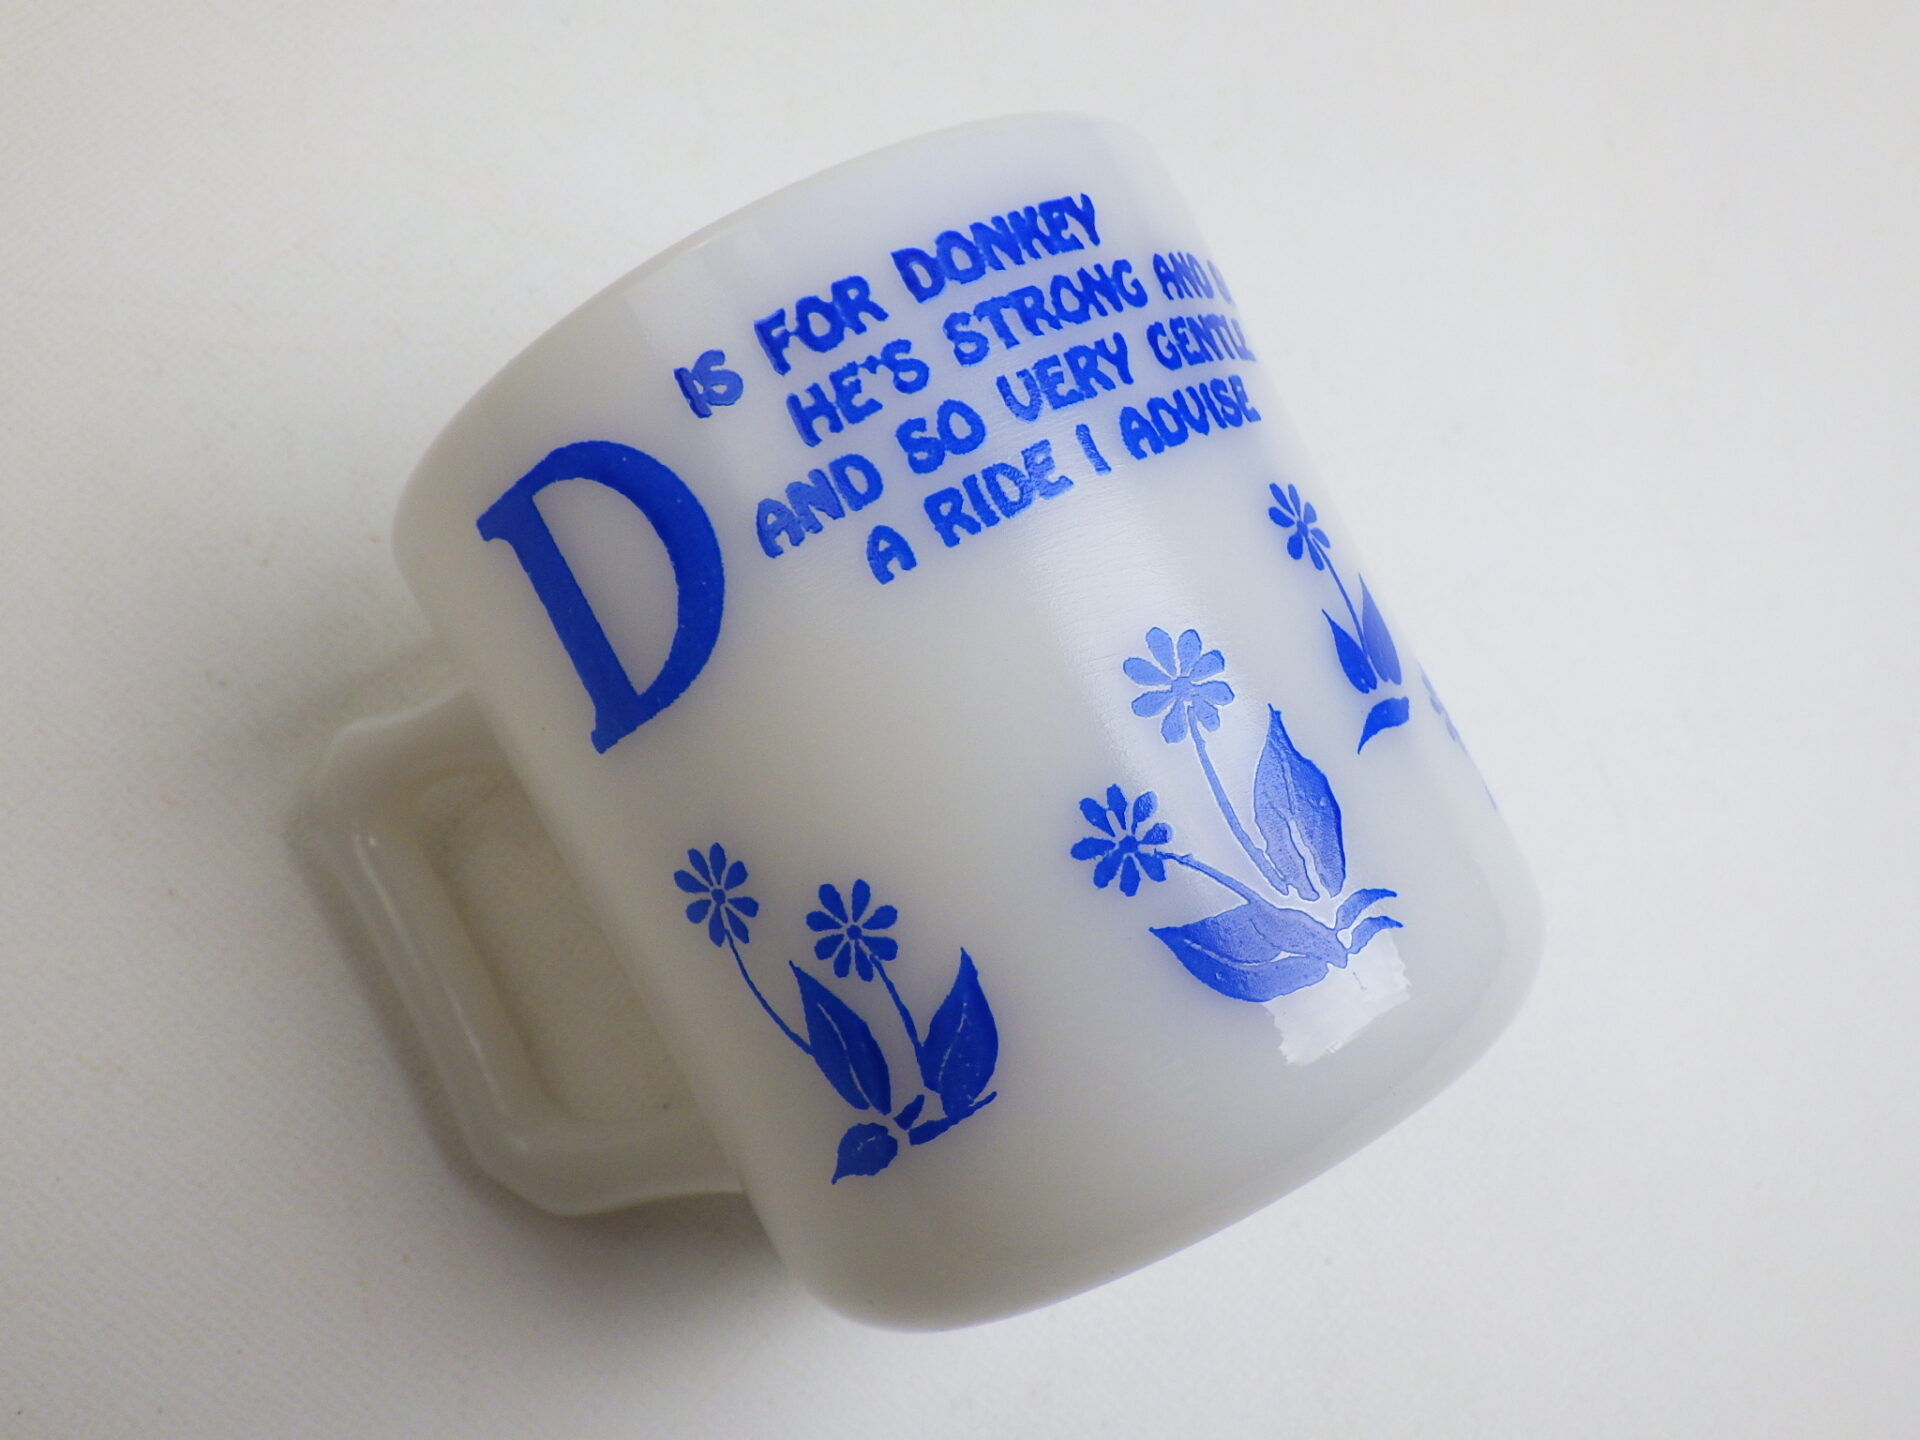 D
IS FOR DONKEY
HE'S STRONG AND
AND SO VERY GENTLE
A RIDE I ADVISE